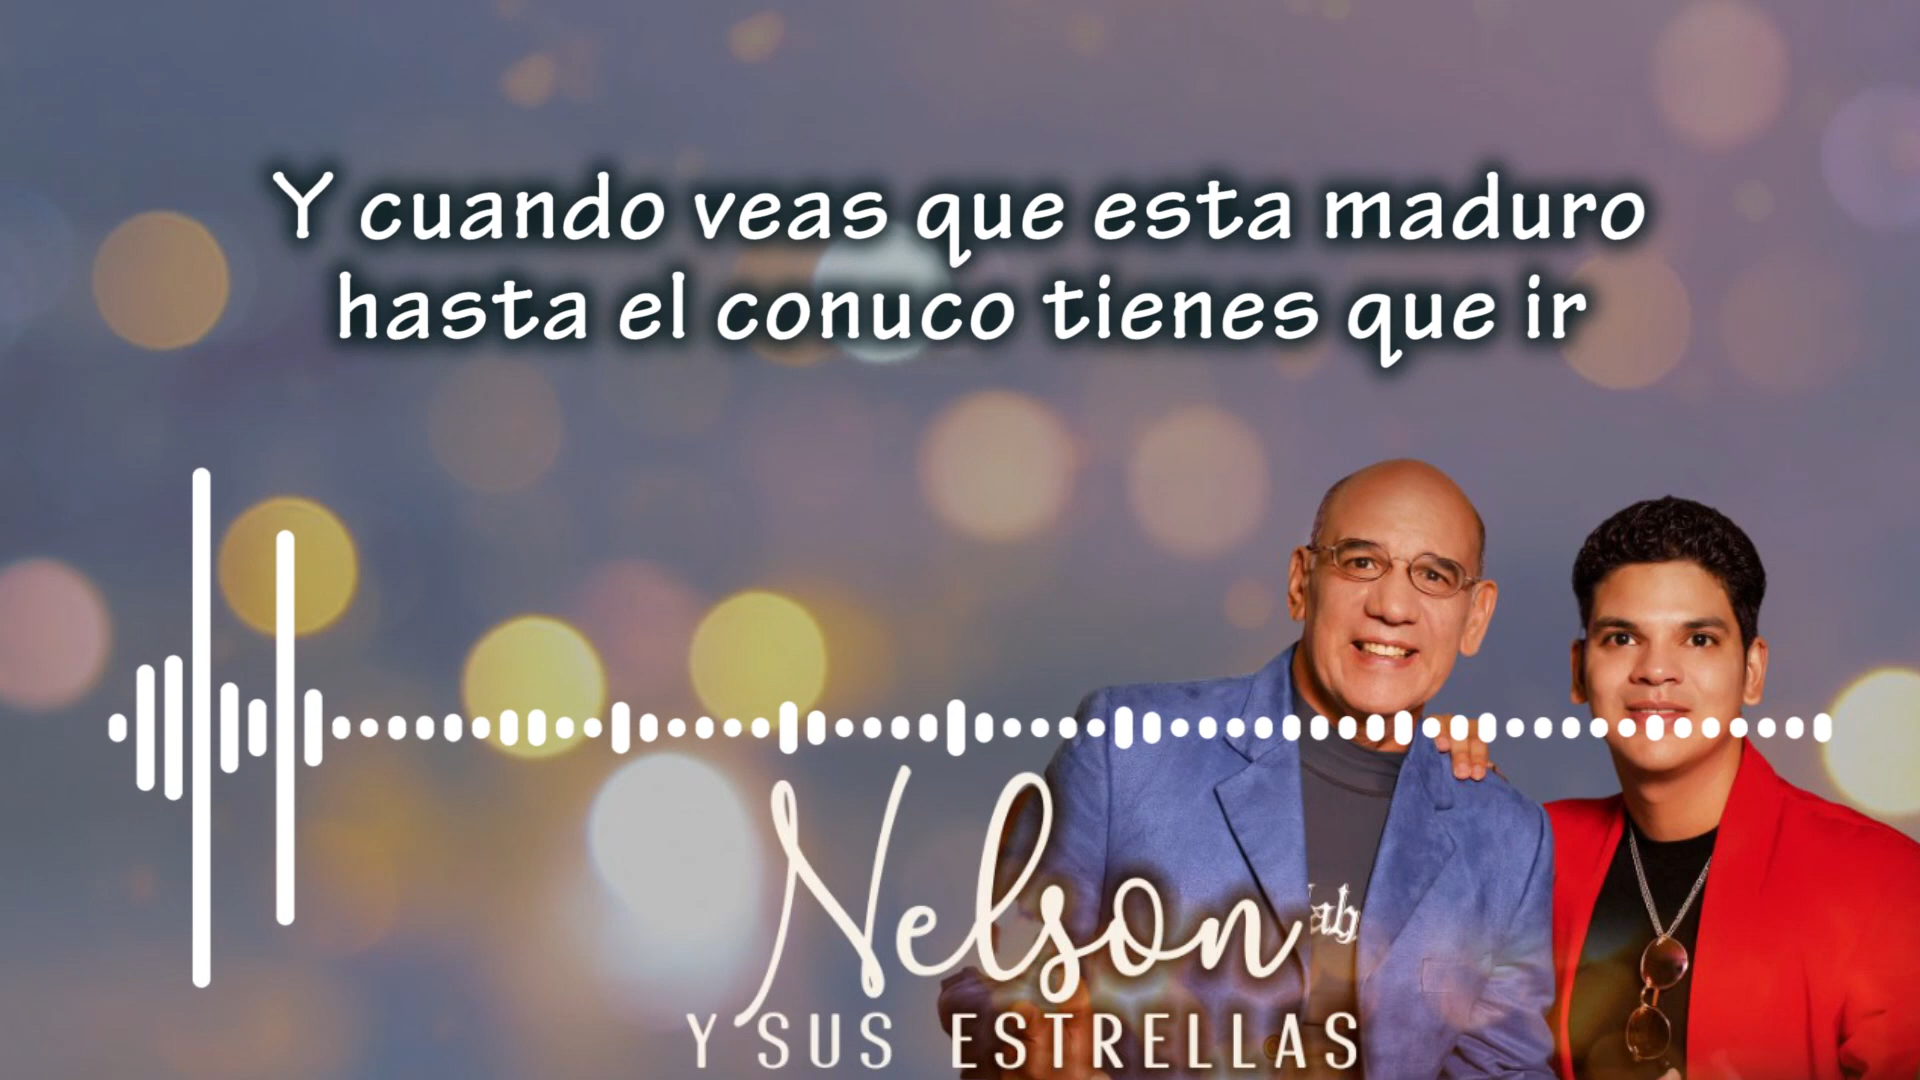 Y cuando veas que esta maduro
hasta el conuco tienes que ir
Nelson
Y SUS ESTRELLAS